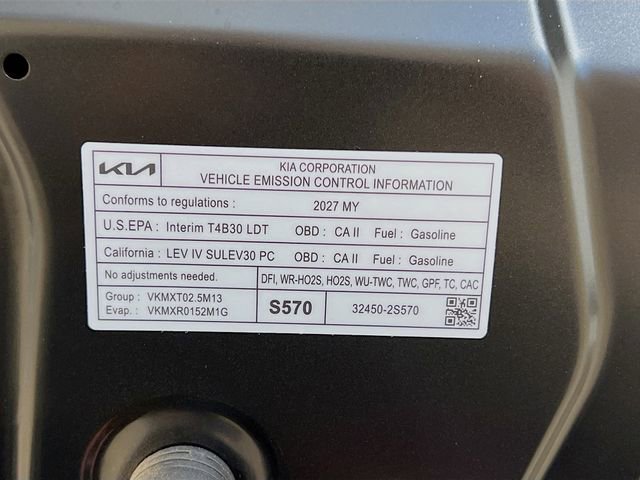 KIA
KIA CORPORATION
VEHICLE EMISSION CONTROL INFORMATION
Conforms to regulations : 2027 MY
U.S.EPA : Interim T4B30 LDT OBD : CA II Fuel : Gasoline
California : LEV IV SULEV30 PC OBD : CA II Fuel : Gasoline
No adjustments needed. DFI, WR-HO2S, HO2S, WU-TWC, TWC, GPF, TC, CAC
Group : VKMXT02.5M13
Evap. : VKMXR0152M1G
S570
32450-2S570